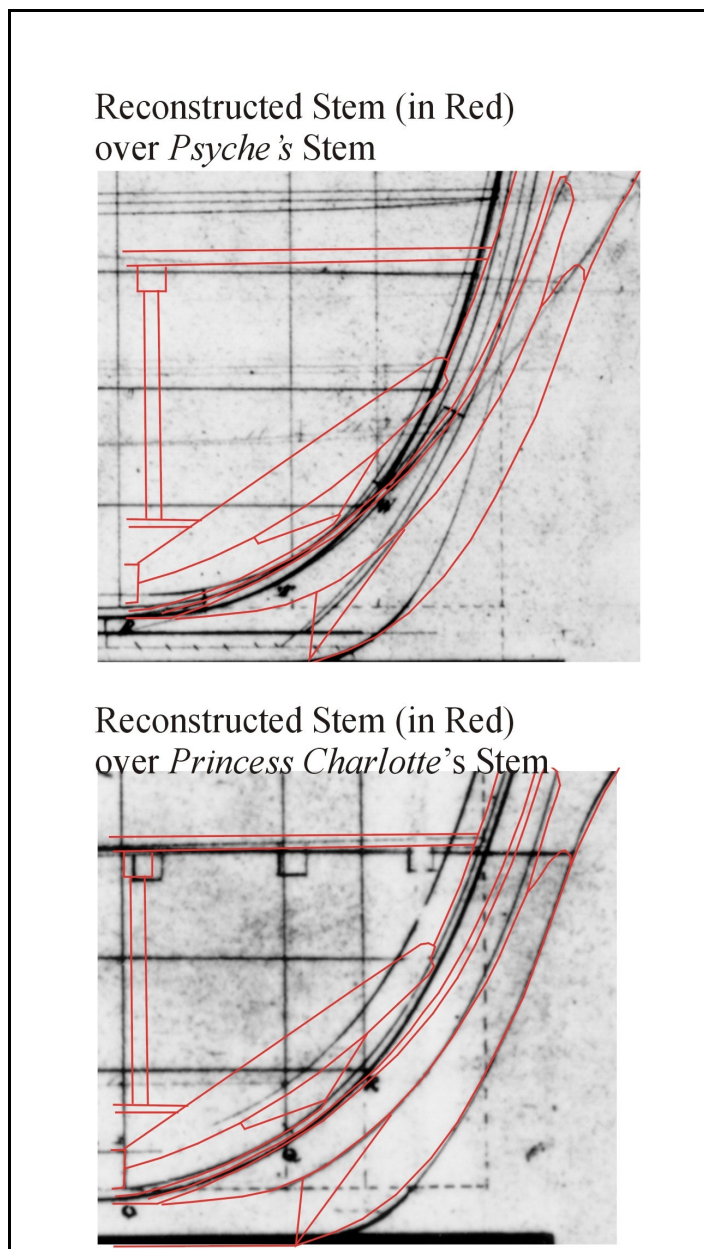 Reconstructed Stem (in Red)
over Psyche's Stem
Reconstructed Stem (in Red)
over Princess Charlotte's Stem